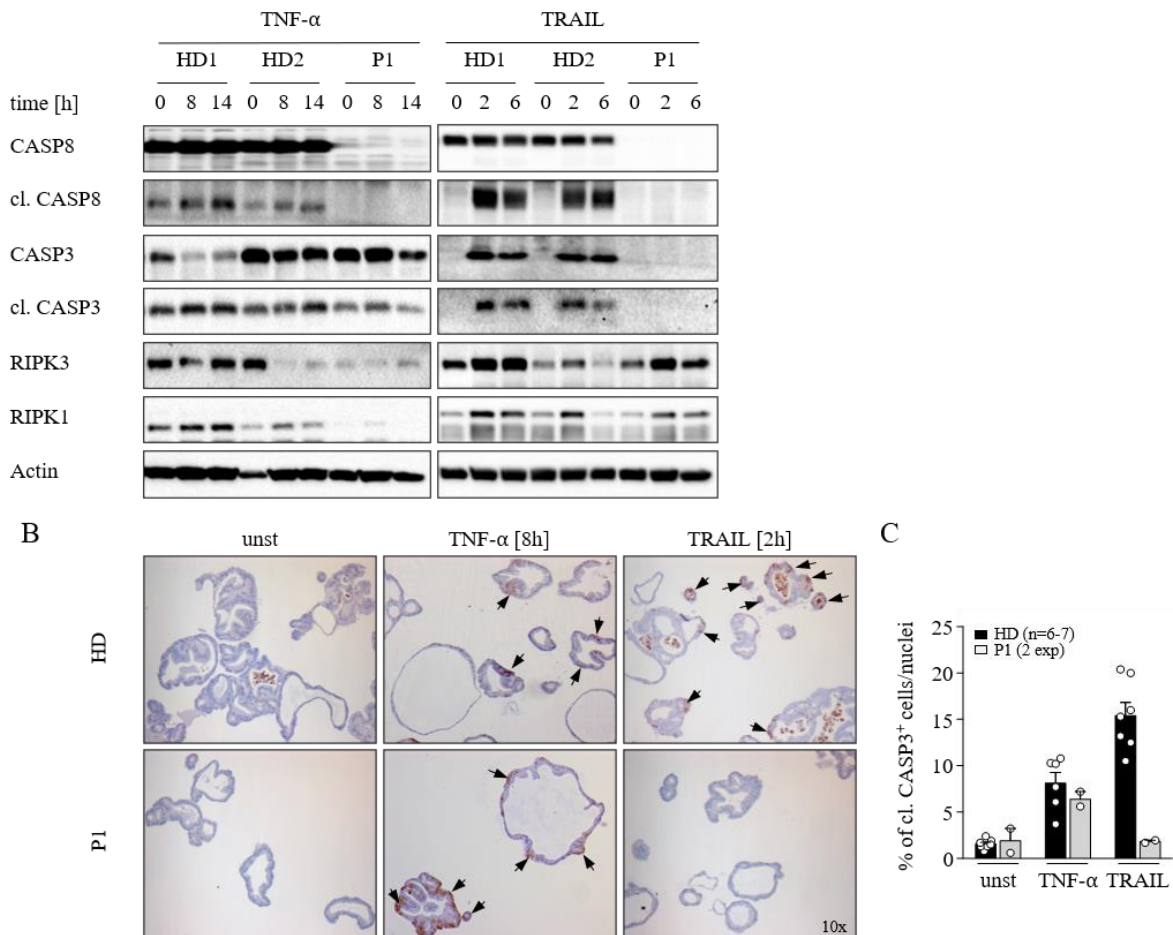 TNF-α TRAIL
HD1 HD2 P1 HD1 HD2 P1
time [h] 0 8 14 0 8 14 0 8 14 0 2 6 0 2 6 0 2 6
CASP8
cl. CASP8
CASP3
cl. CASP3
RIPK3
RIPK1
Actin
B
unst TNF-α [8h] TRAIL [2h]
HD
P1
10x
C
% of cl. CASP3⁺ cells/nuclei
25
20
15
10
5
0
HD (n=6-7)
P1 (2 exp)
unst TNF-α TRAIL